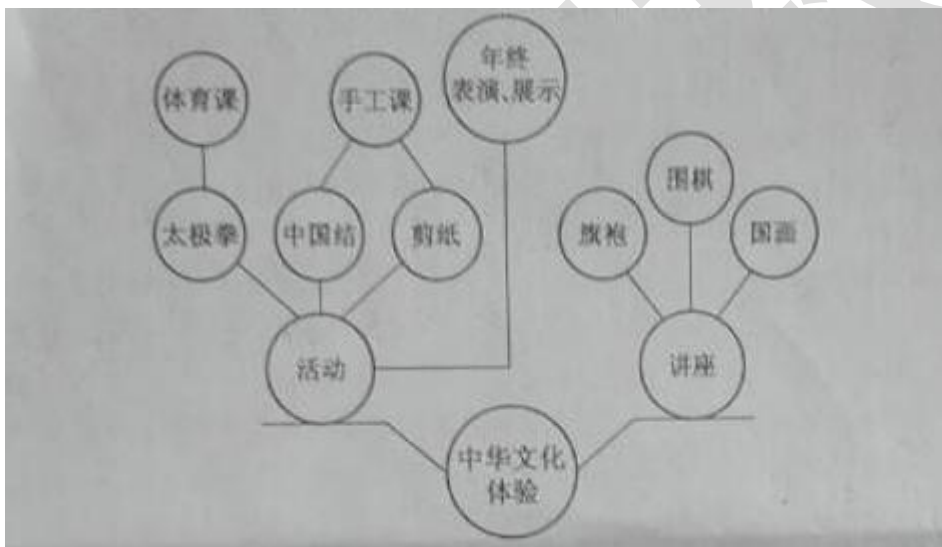 年终
表演、展示
体育课
手工课
围棋
太极拳
中国结
剪纸
旗袍
国画
活动
讲座
中华文化
体验